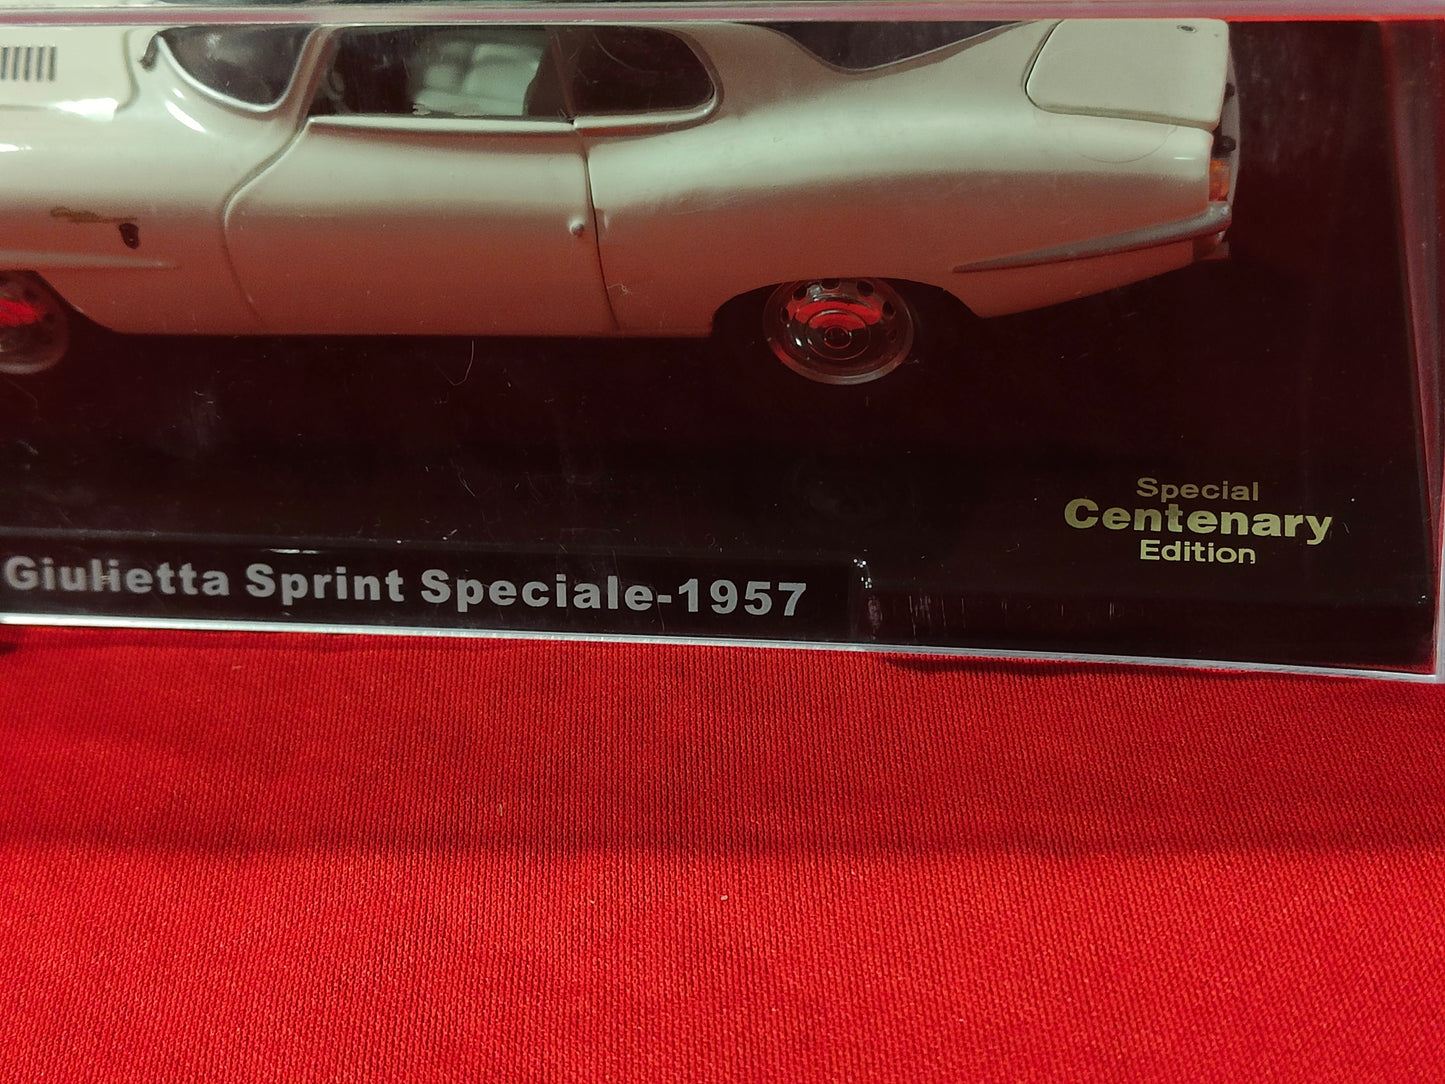 Special
Centenary
Edition
Giulietta Sprint Speciale-1957